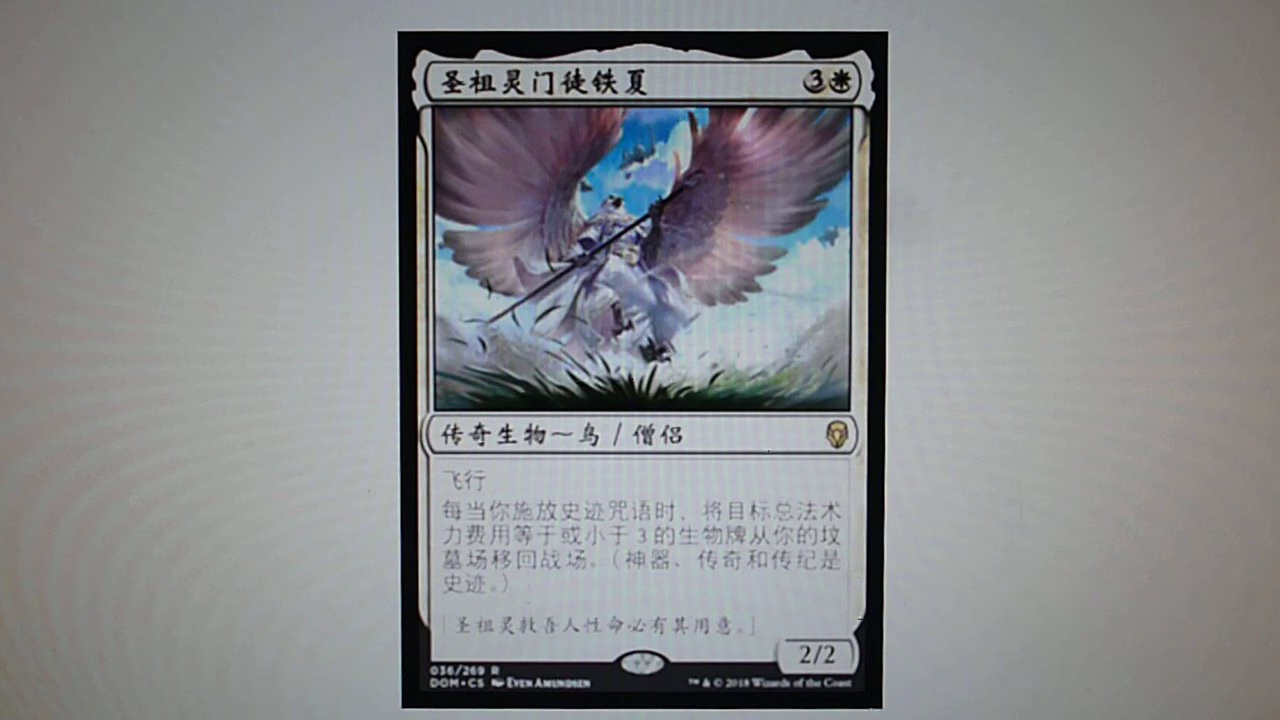 圣祖灵门徒铁夏 3
传奇生物～鸟 / 僧侣
飞行
每当你施放史迹咒语时，将目标总法术
力费用等于或小于 3 的生物牌从你的坟
墓场移回战场。（神器、传奇和传纪是
史迹。）
「圣祖灵救吾人性命必有其用意。」
2/2
036/269 R
DOM • CS EVEN AMUNDSEN
™ & © 2018 Wizards of the Coast